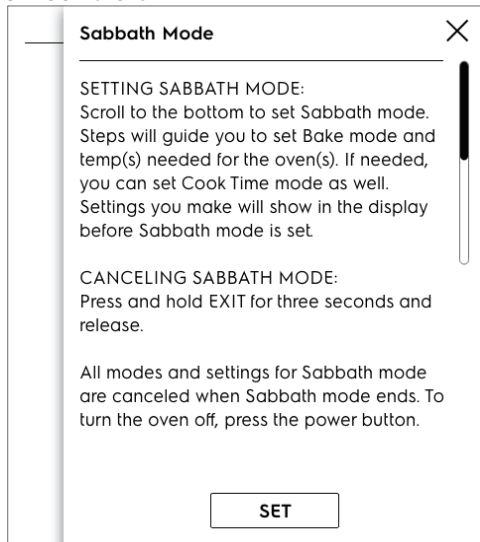 Sabbath Mode
SETTING SABBATH MODE:
Scroll to the bottom to set Sabbath mode.
Steps will guide you to set Bake mode and
temp(s) needed for the oven(s). If needed,
you can set Cook Time mode as well.
Settings you make will show in the display
before Sabbath mode is set.
CANCELING SABBATH MODE:
Press and hold EXIT for three seconds and
release.
All modes and settings for Sabbath mode
are canceled when Sabbath mode ends. To
turn the oven off, press the power button.
SET